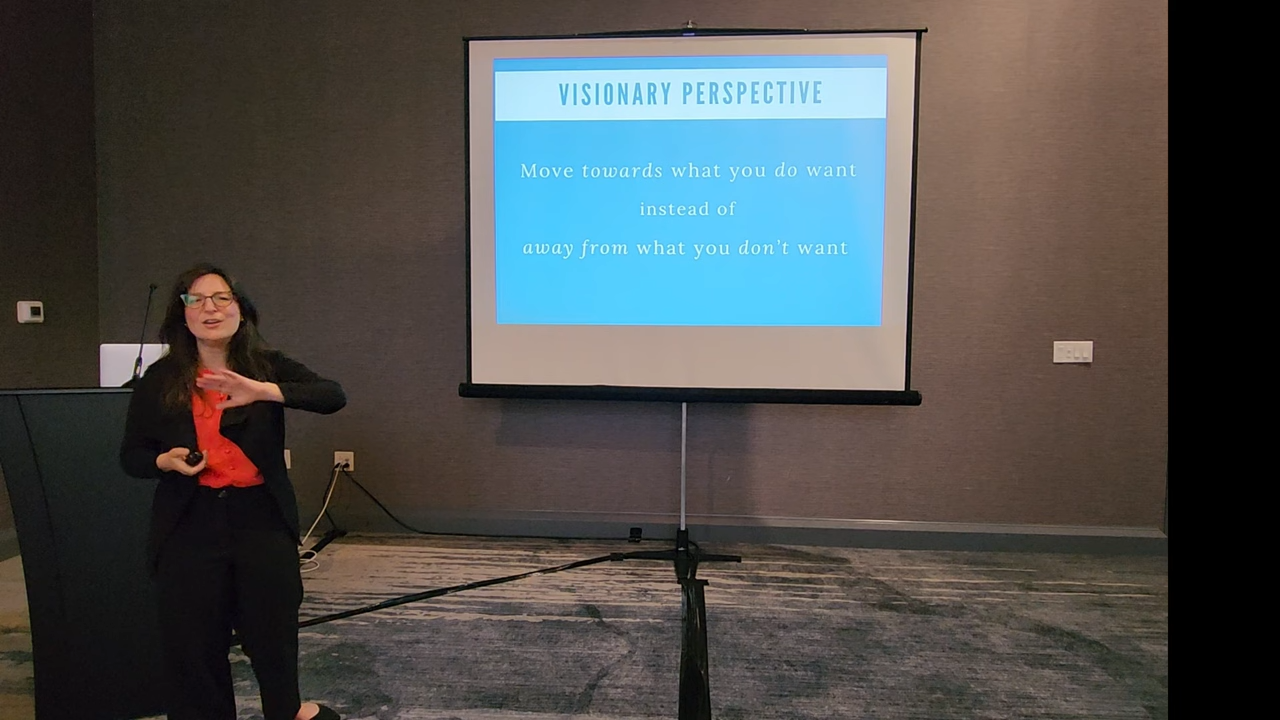 VISIONARY PERSPECTIVE
Move towards what you do want
instead of
away from what you don't want